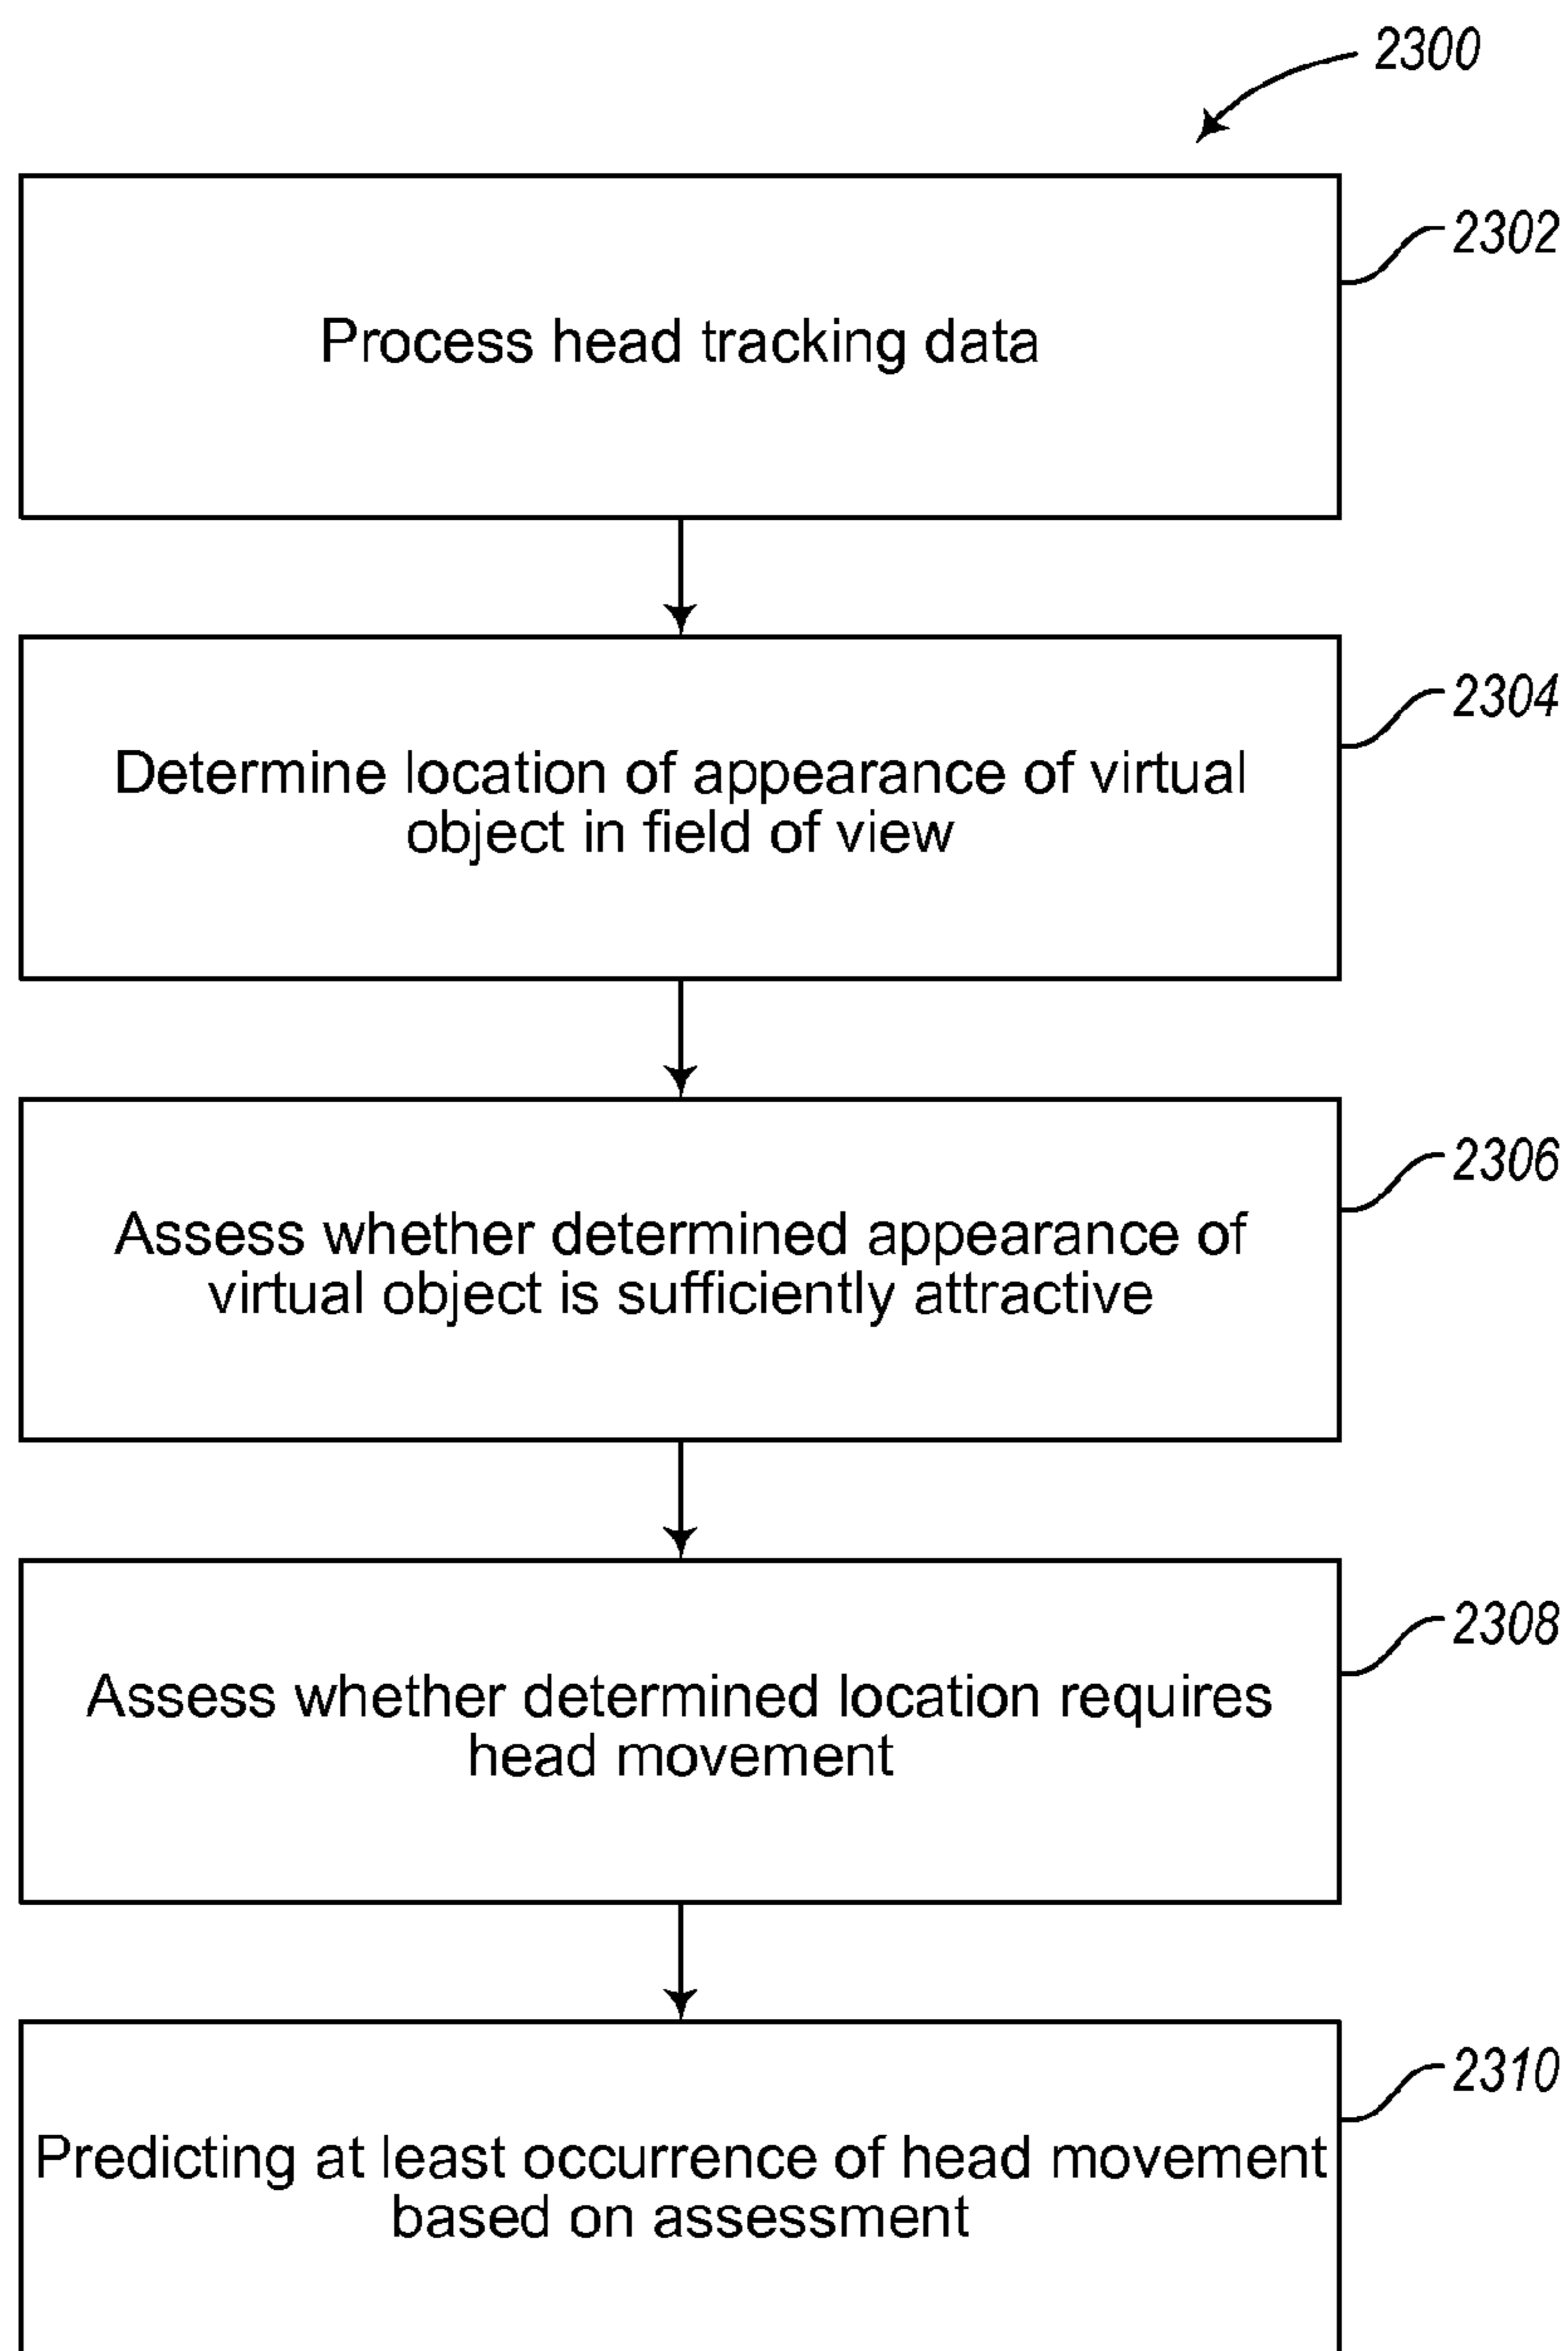 2300
2302
Process head tracking data
2304
Determine location of appearance of virtual
object in field of view
2306
Assess whether determined appearance of
virtual object is sufficiently attractive
2308
Assess whether determined location requires
head movement
2310
Predicting at least occurrence of head movement
based on assessment